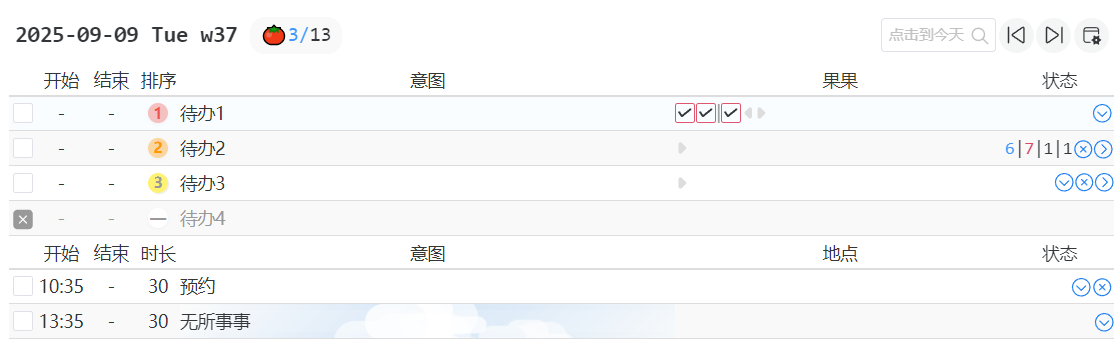 2025-09-09 Tue w37 3/13 点击到今天
开始 结束 排序 意图 果果 状态
- - 1 待办1
- - 2 待办2 6|7|1|1
- - 3 待办3
- - 待办4
开始 结束 时长 意图 地点 状态
10:35 - 30 预约
13:35 - 30 无所事事